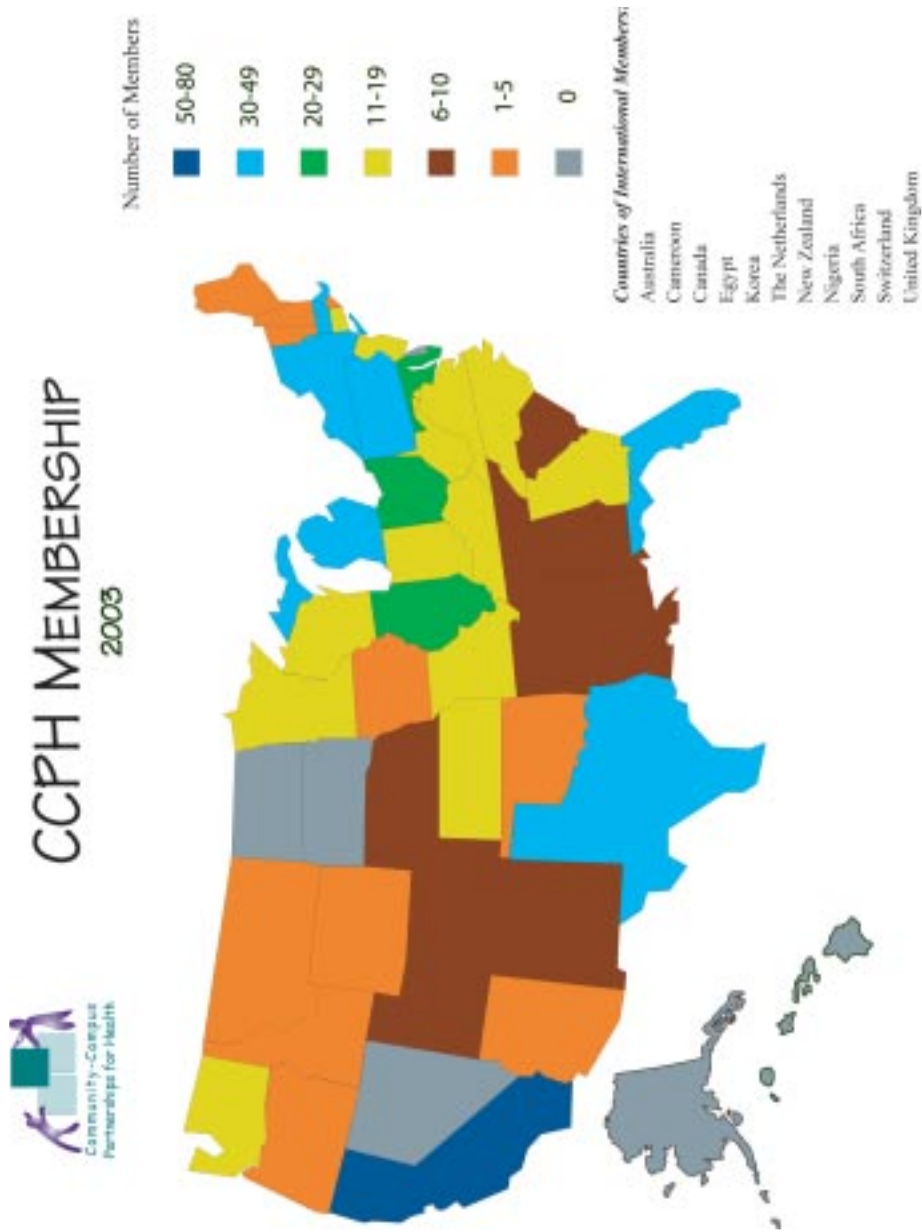 Community-Campus
Partnerships for Health
CCPH MEMBERSHIP
2003
Number of Members
50-80
30-49
20-29
11-19
6-10
1-5
0
Countries of International Members:
Australia
Cameroon
Canada
Egypt
Korea
The Netherlands
New Zealand
Nigeria
South Africa
Switzerland
United Kingdom